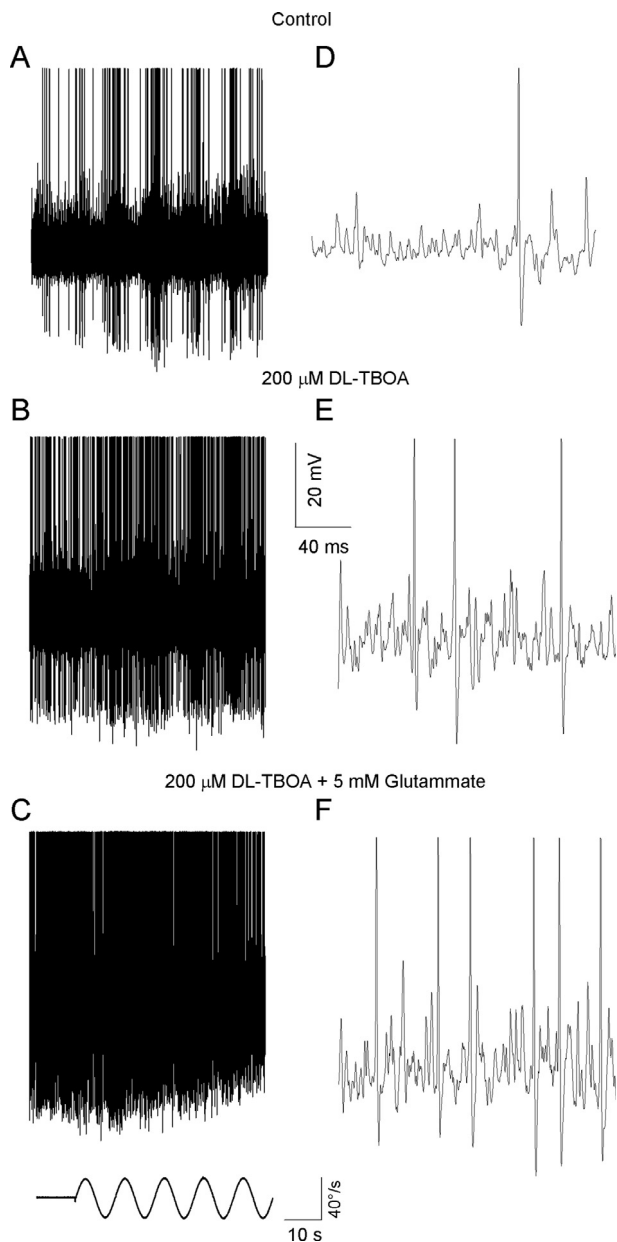 Control
A
D
200 μM DL-TBOA
B
E
20 mV
40 ms
200 μM DL-TBOA + 5 mM Glutammate
C
F
40°/s
10 s